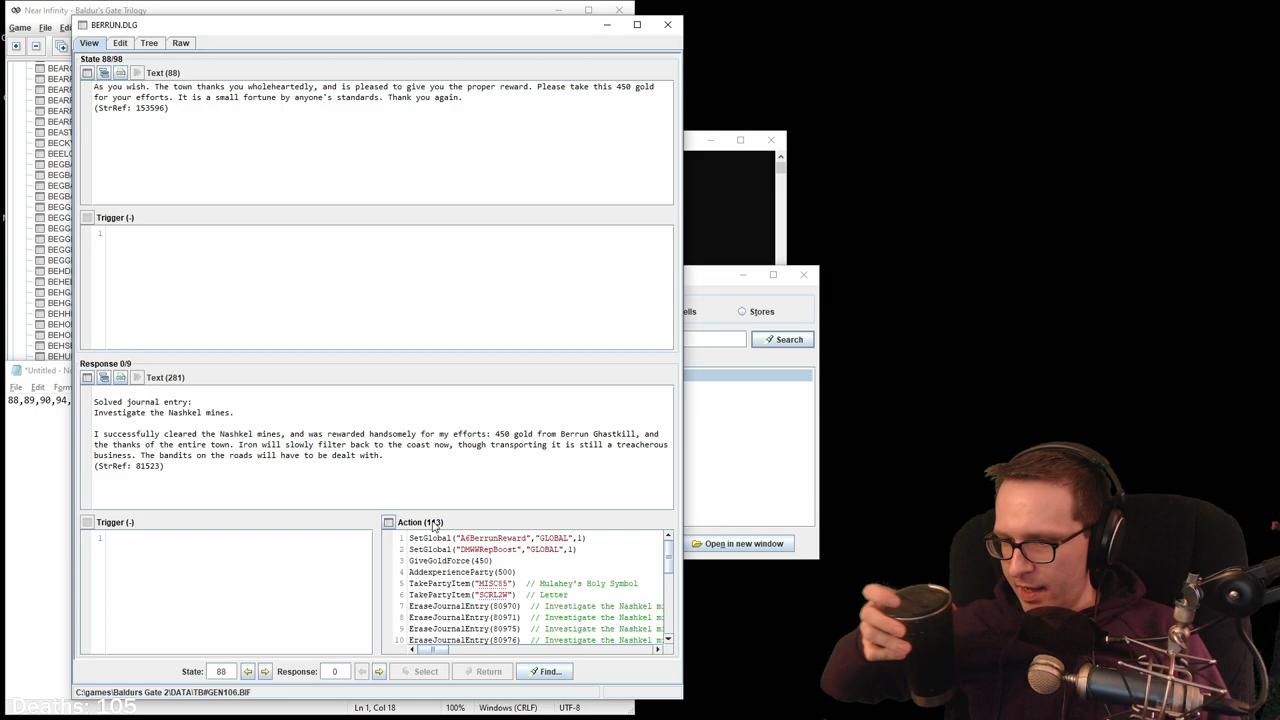 Near Infinity - Baldur's Gate Trilogy
Game File
BERRUN.DLG
View Edit Tree Raw
State 88/98
Text (88)
As you wish. The town thanks you wholeheartedly, and is pleased to give you the proper reward. Please take this 450 gold
for your efforts. It is a small fortune by anyone's standards. Thank you again.
(StrRef: 153596)
Trigger (-)
1
Response 0/9
Text (281)
Solved journal entry:
Investigate the Nashkel mines.
I successfully cleared the Nashkel mines, and was rewarded handsomely for my efforts: 450 gold from Berrun Ghastkill, and
the thanks of the entire town. Iron will slowly filter back to the coast now, though transporting it is still a treacherous
business. The bandits on the roads will have to be dealt with.
(StrRef: 81523)
Trigger (-)
1
Action (113)
1 SetGlobal("A6BerrunReward","GLOBAL",1)
2 SetGlobal("DMWWRepBoost","GLOBAL",1)
3 GiveGoldForce(450)
4 AddexperienceParty(500)
5 TakePartyItem("MISC85") // Mulahey's Holy Symbol
6 TakePartyItem("SCRL2W") // Letter
7 EraseJournalEntry(80970) // Investigate the Nashkel mi
8 EraseJournalEntry(80971) // Investigate the Nashkel mi
9 EraseJournalEntry(80975) // Investigate the Nashkel mi
10 EraseJournalEntry(80976) // Investigate the Nashkel mi
State: 88 Response: 0 Select Return Find...
C:\games\Baldurs Gate 2\DATA\TB#GEN106.BIF
*Untitled - No
File Edit Form
88,89,90,94,
Stores
Search
Open in new window
Deaths: 105
Ln 1, Col 18 100% Windows (CRLF) UTF-8